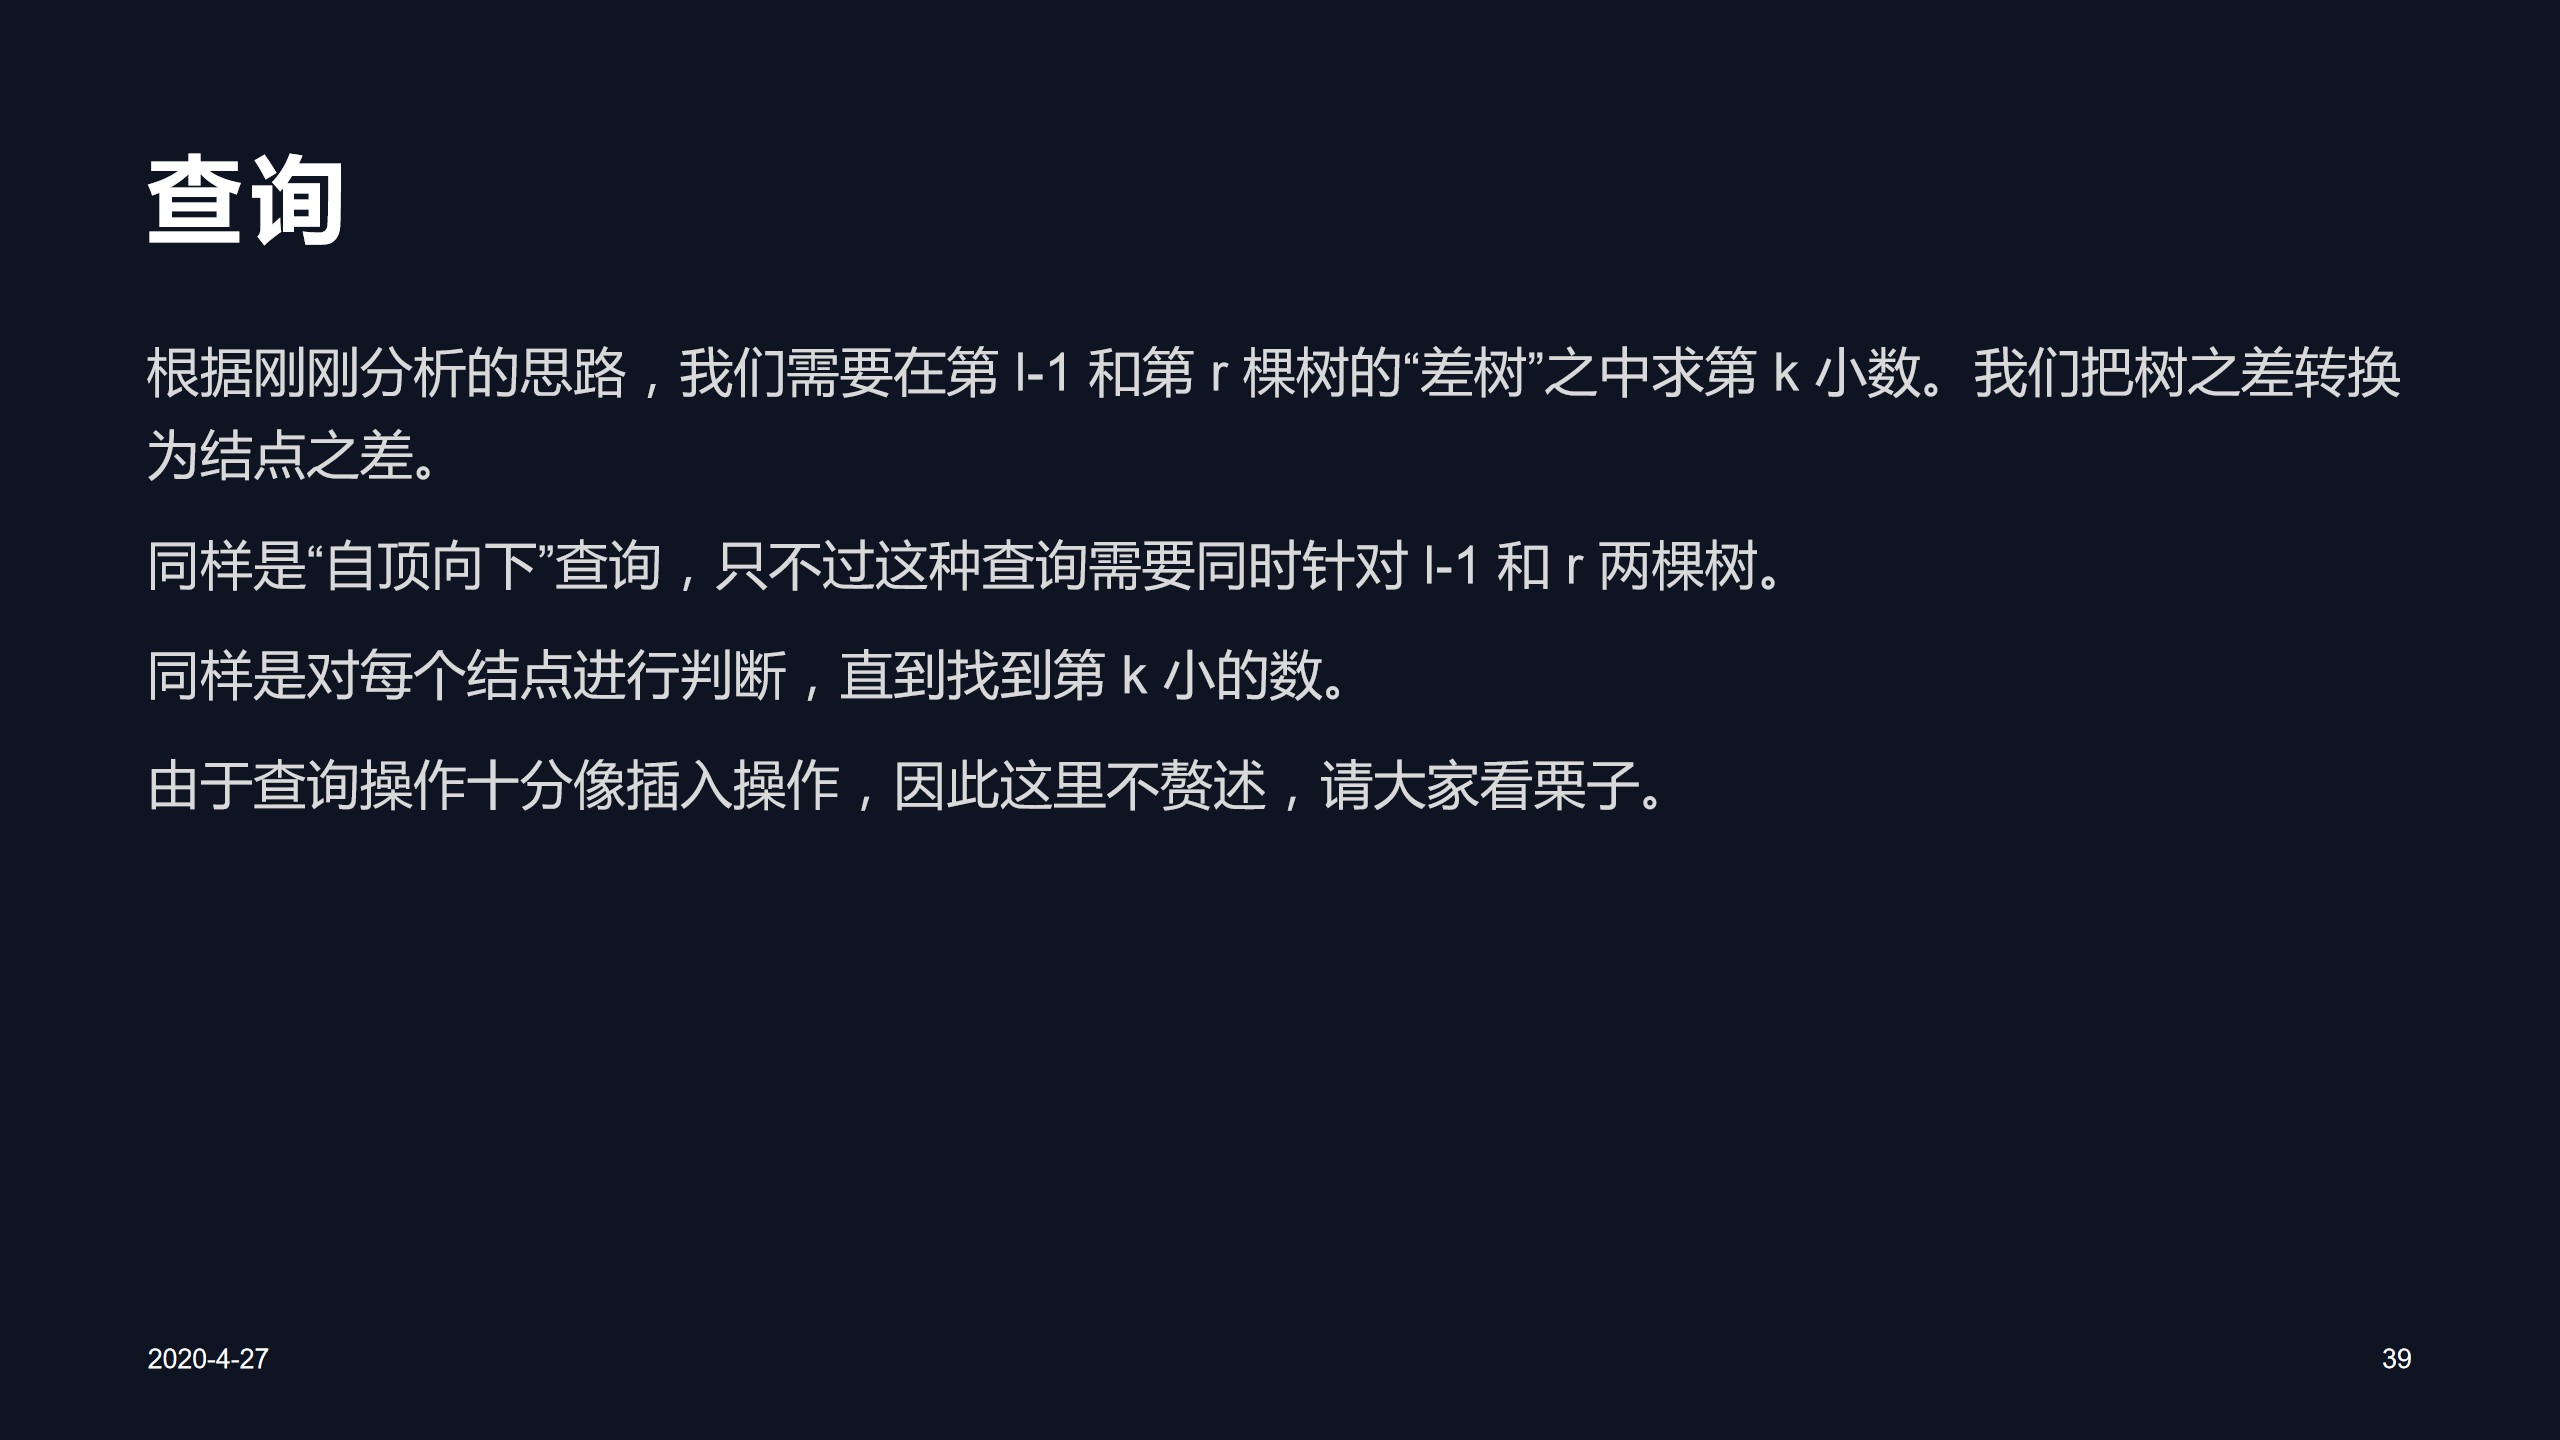 查询
根据刚刚分析的思路，我们需要在第 l-1 和第 r 棵树的“差树”之中求第 k 小数。我们把树之差转换
为结点之差。
同样是“自顶向下”查询，只不过这种查询需要同时针对 l-1 和 r 两棵树。
同样是对每个结点进行判断，直到找到第 k 小的数。
由于查询操作十分像插入操作，因此这里不赘述，请大家看栗子。
2020-4-27
39